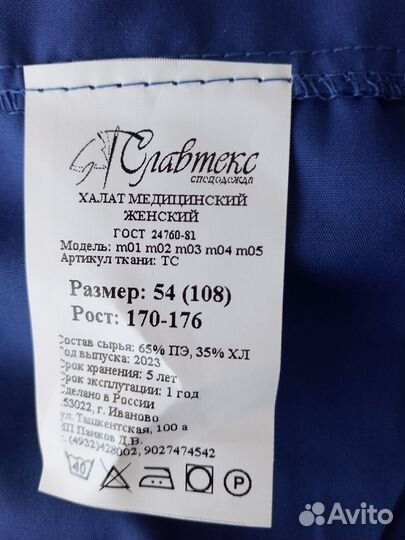 Славтекс
спецодежда
ХАЛАТ МЕДИЦИНСКИЙ
ЖЕНСКИЙ
ГОСТ 24760-81
Модель: m01 m02 m03 m04 m05
Артикул ткани: ТС
Размер: 54 (108)
Рост: 170-176
Состав сырья: 65% ПЭ, 35% ХЛ
Год выпуска: 2023
Срок хранения: 5 лет
Срок эксплутации: 1 год
Сделано в России
153022, г. Иваново
ул. Ташкентская, 100 а
ИП Панков Д.В.
т. (4932)428002, 9027474542
40 P
Avito